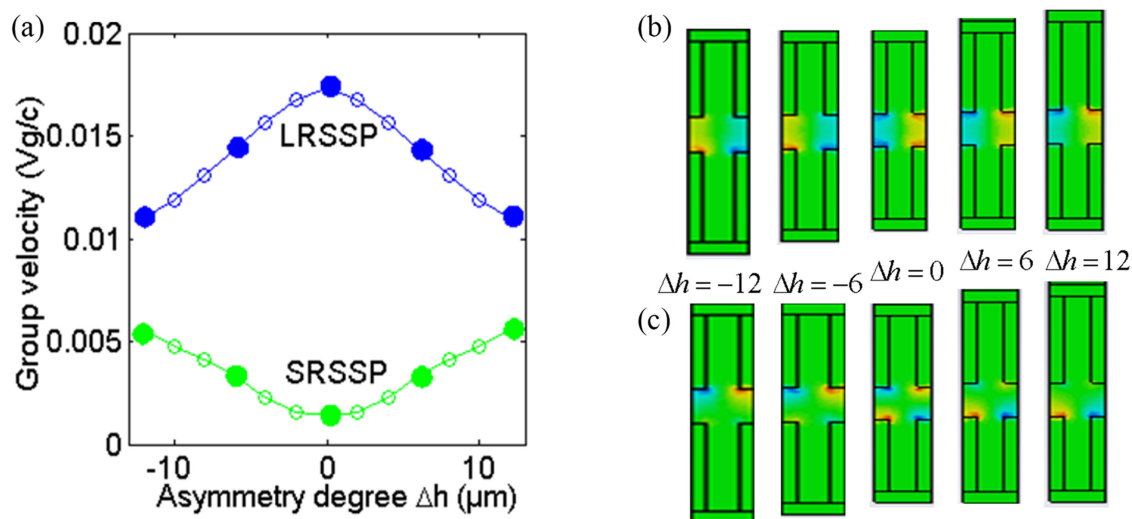 (a)
0.02
0.015
0.01
0.005
0
Group velocity (Vg/c)
LRSSP
SRSSP
-10 0 10
Asymmetry degree Δh (µm)
(b)
Δh = −12 Δh = −6 Δh = 0 Δh = 6 Δh = 12
(c)